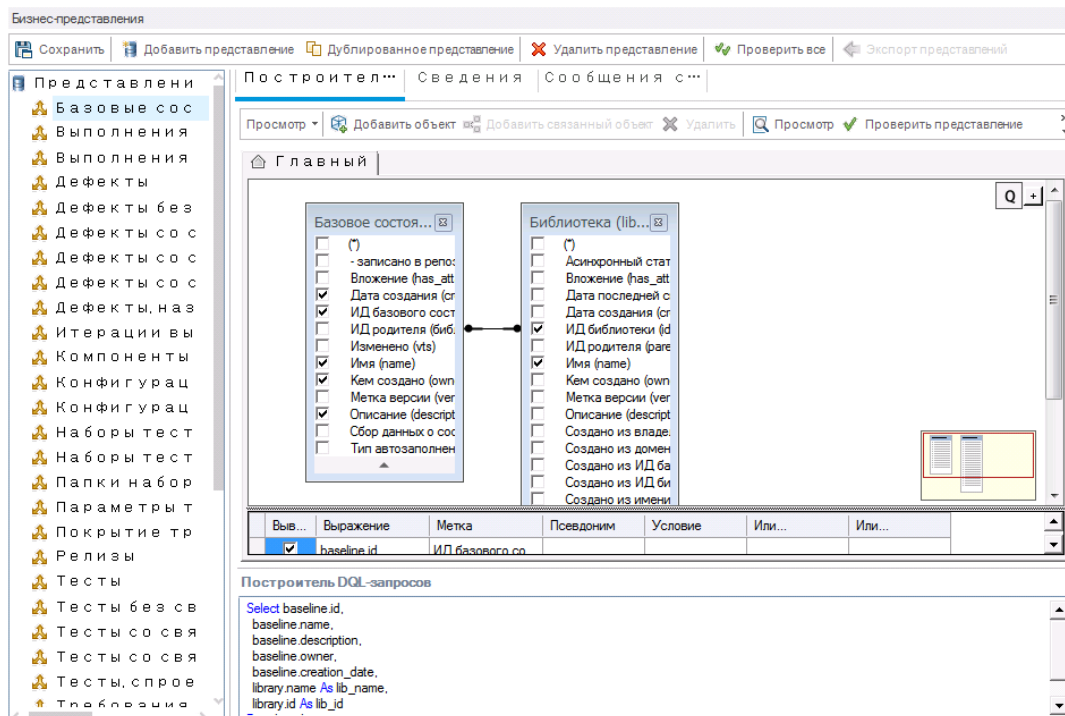 Бизнес-представления
Сохранить Добавить представление Дублированное представление Удалить представление Проверить все Экспорт представлений
Представлени
Базовые сос
Выполнения
Выполнения
Дефекты
Дефекты без
Дефекты со с
Дефекты со с
Дефекты со с
Дефекты, наз
Итерации вы
Компоненты
Конфигурац
Конфигурац
Наборы тест
Наборы тест
Папки набор
Параметры т
Покрытие тр
Релизы
Тесты
Тесты без св
Тесты со свя
Тесты со свя
Тесты, спрое
Требования
Построител... Сведения Сообщения с...
Просмотр Добавить объект Добавить связанный объект Удалить Просмотр Проверить представление
Главный
Q +
Базовое состоя...
(*)
- записано в репоз
Вложение (has_att
Дата создания (cr
ИД базового сост
ИД родителя (биб.
Изменено (vts)
Имя (name)
Кем создано (own
Метка версии (ver
Описание (descript
Сбор данных о сос
Тип автозаполнен
Библиотека (lib...
(*)
Асинхронный стат
Вложение (has_att
Дата последней с
Дата создания (cr
ИД библиотеки (id
ИД родителя (pare
Имя (name)
Кем создано (own
Метка версии (ver
Описание (descript
Создано из владе.
Создано из домен
Создано из ИД ба
Создано из ИД би
Создано из имени
Выв... Выражение Метка Псевдоним Условие Или... Или...
baseline.id ИД базового со
Построитель DQL-запросов
Select baseline.id,
baseline.name,
baseline.description,
baseline.owner,
baseline.creation_date,
library.name As lib_name,
library.id As lib_id